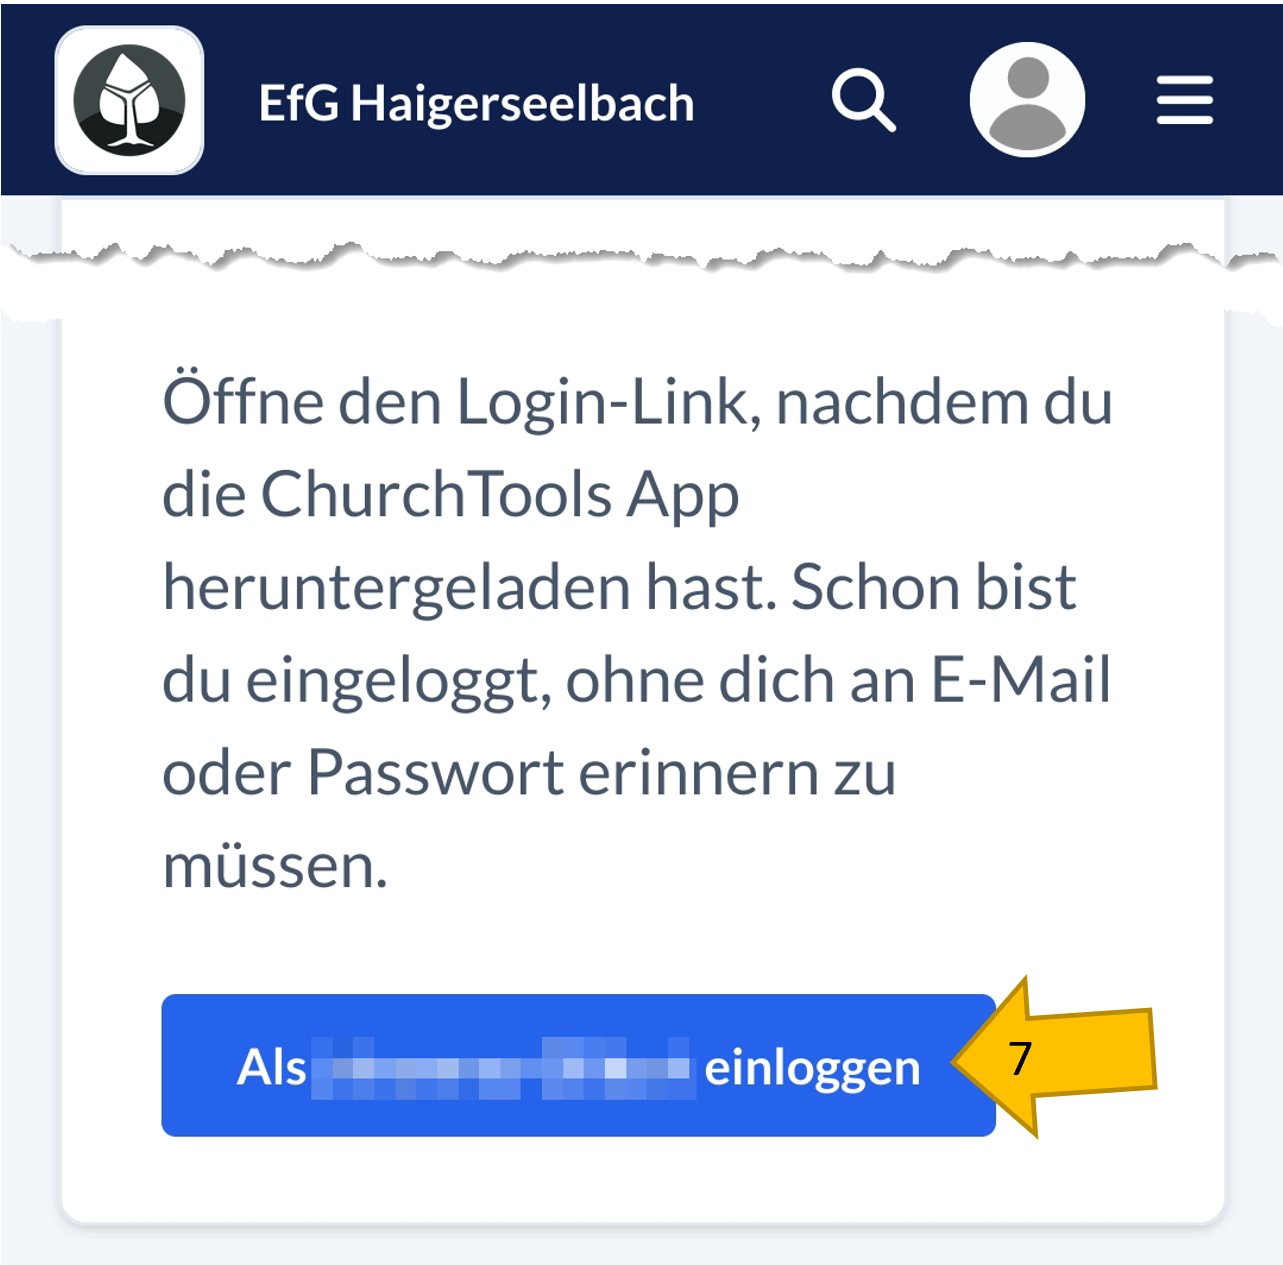 EfG Haigerseelbach
Öffne den Login-Link, nachdem du
die ChurchTools App
heruntergeladen hast. Schon bist
du eingeloggt, ohne dich an E-Mail
oder Passwort erinnern zu
müssen.
Als einloggen
7